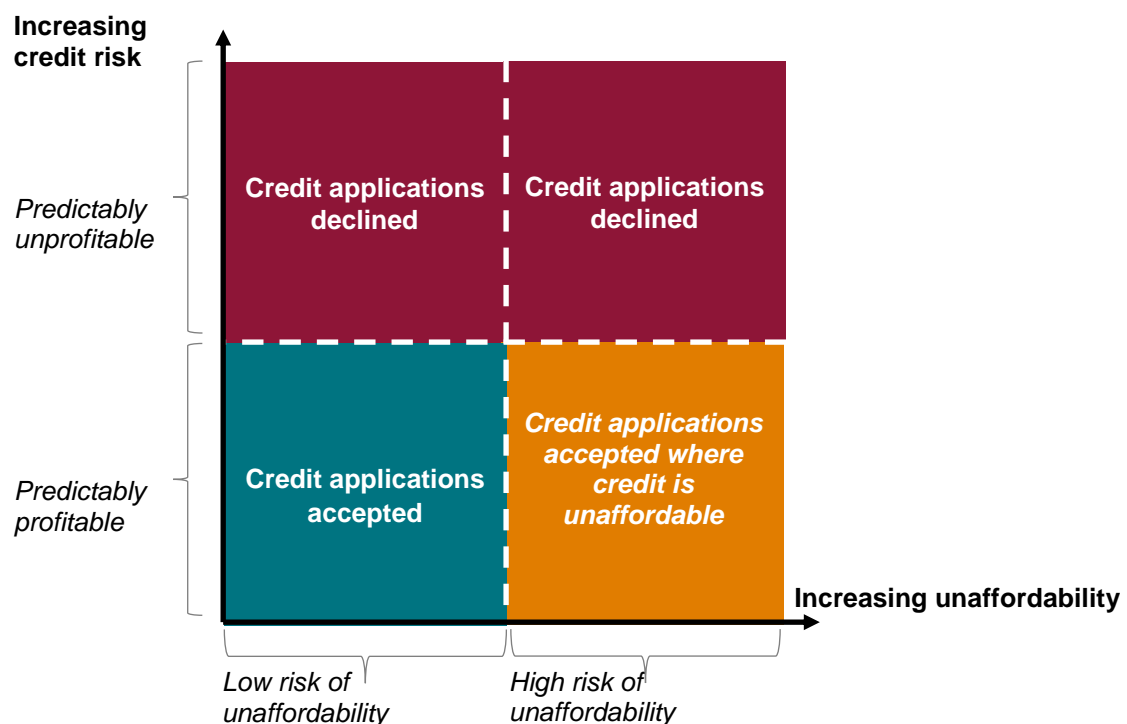 Increasing
credit risk
Predictably
unprofitable
Credit applications
declined
Credit applications
declined
Predictably
profitable
Credit applications
accepted
Credit applications
accepted where
credit is
unaffordable
Increasing unaffordability
Low risk of
unaffordability
High risk of
unaffordability